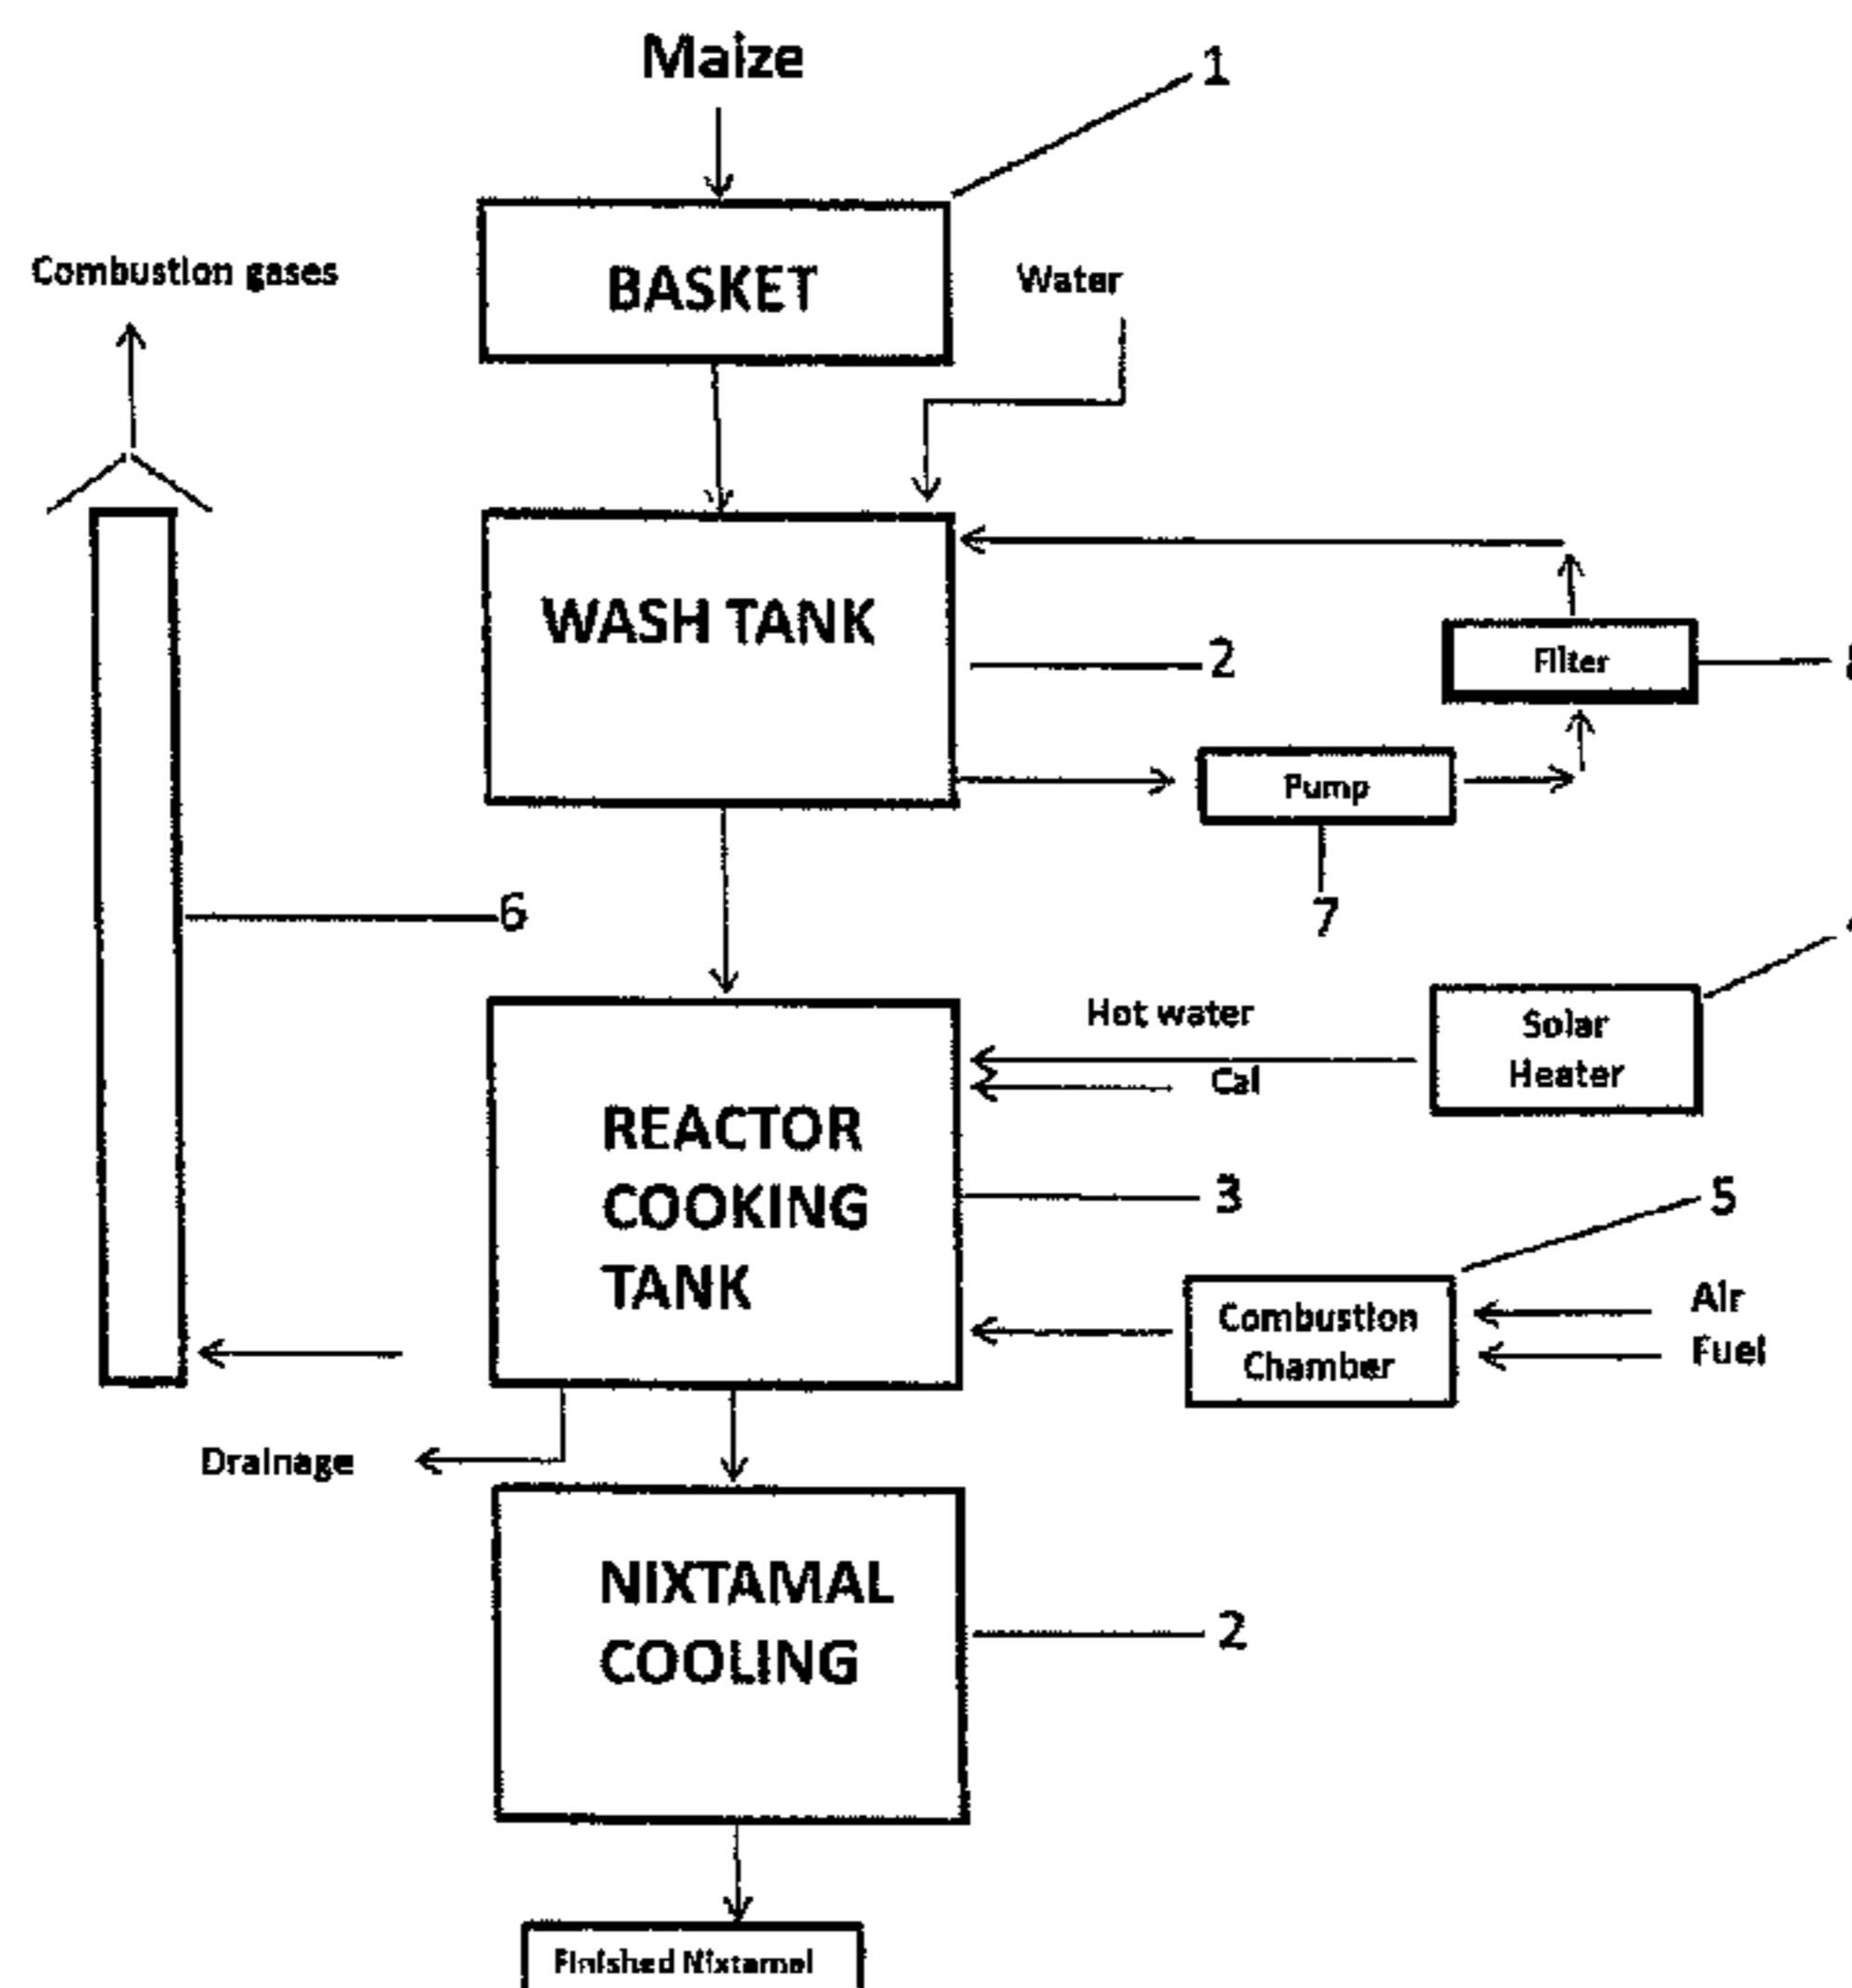 Maize
1
BASKET
Combustion gases
Water
WASH TANK
2
Filter
Pump
7
6
Hot water
Cal
Solar
Heater
REACTOR
COOKING
TANK
3
5
Combustion
Chamber
Air
Fuel
Drainage
NIXTAMAL
COOLING
2
Finished Nixtamal